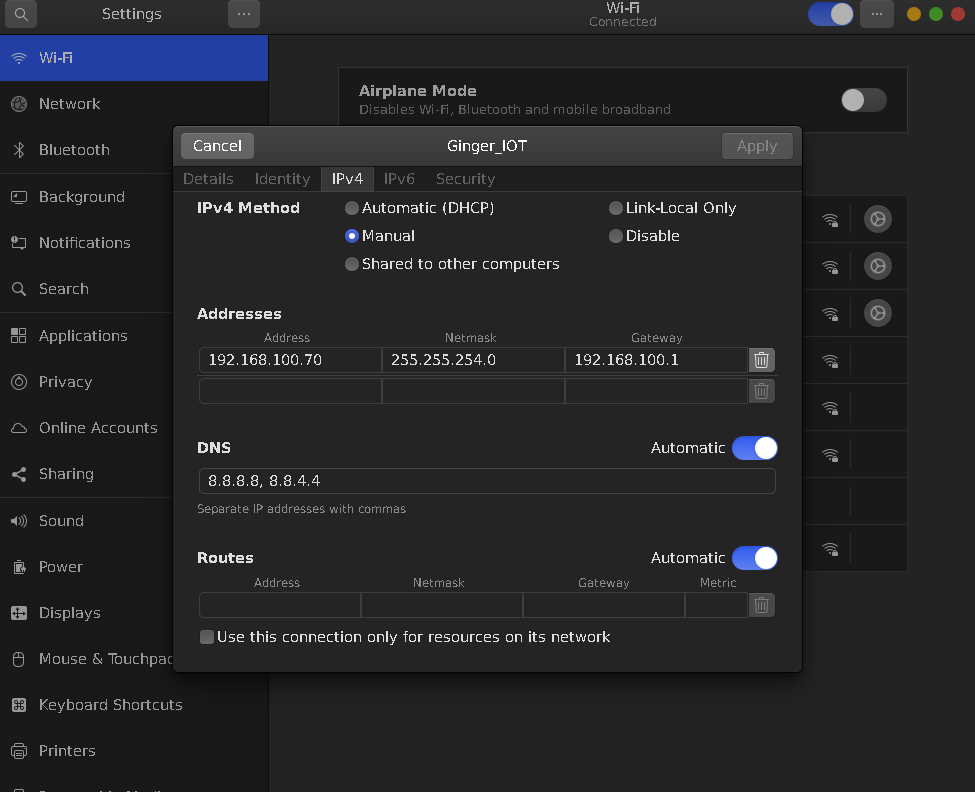 Settings
Wi-Fi
Connected
Wi-Fi
Network
Bluetooth
Background
Notifications
Search
Applications
Privacy
Online Accounts
Sharing
Sound
Power
Displays
Mouse & Touchpad
Keyboard Shortcuts
Printers
Airplane Mode
Disables Wi-Fi, Bluetooth and mobile broadband
Cancel
Ginger_IOT
Apply
Details Identity IPv4 IPv6 Security
IPv4 Method
Automatic (DHCP)
Link-Local Only
Manual
Disable
Shared to other computers
Addresses
Address Netmask Gateway
192.168.100.70 255.255.254.0 192.168.100.1
DNS
Automatic
8.8.8.8, 8.8.4.4
Separate IP addresses with commas
Routes
Automatic
Address Netmask Gateway Metric
Use this connection only for resources on its network